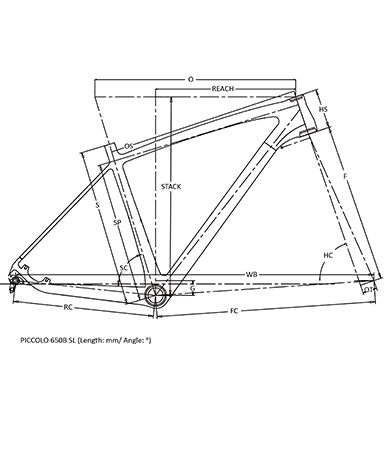 O
REACH
HS
OS
STACK
S
SP
F
SC
HC
WB
G
RC
FC
OT
PICCOLO 650B SL (Length: mm/ Angle: °)